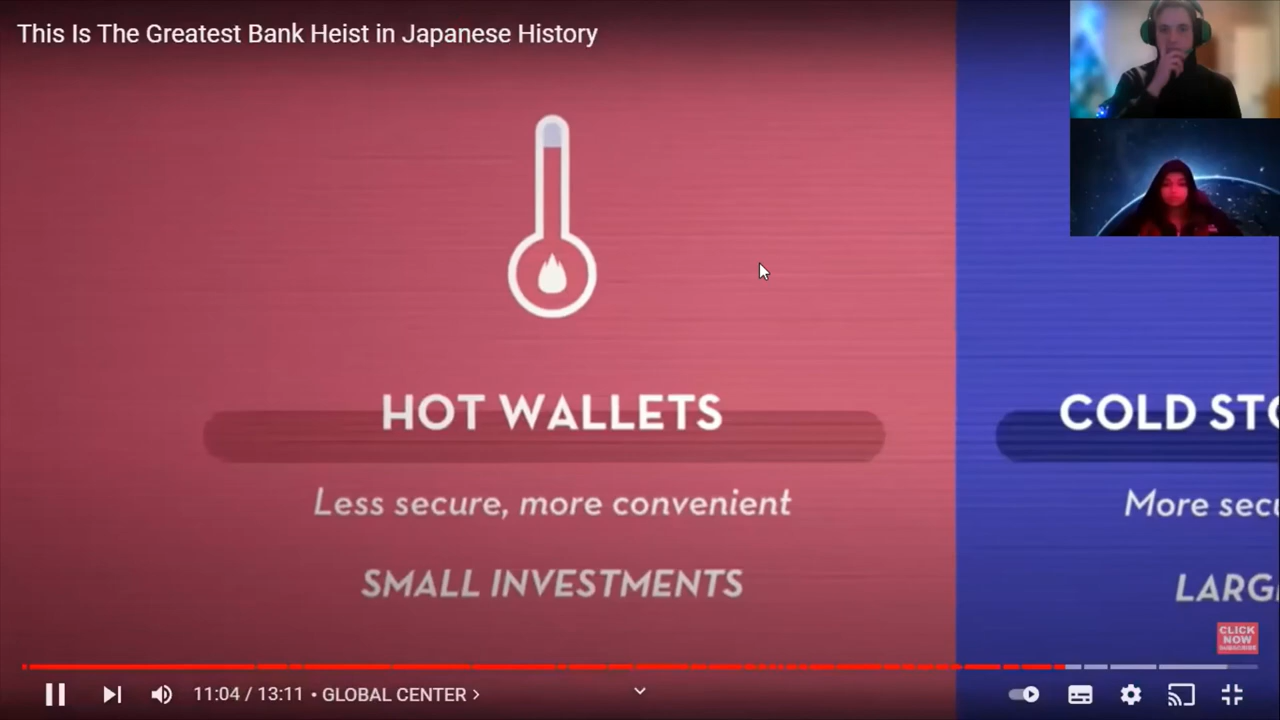 This Is The Greatest Bank Heist in Japanese History
HOT WALLETS
COLD STO
Less secure, more convenient
More secu
SMALL INVESTMENTS
LARG
CLICK
NOW
SUBSCRIBE
11:04 / 13:11 • GLOBAL CENTER >